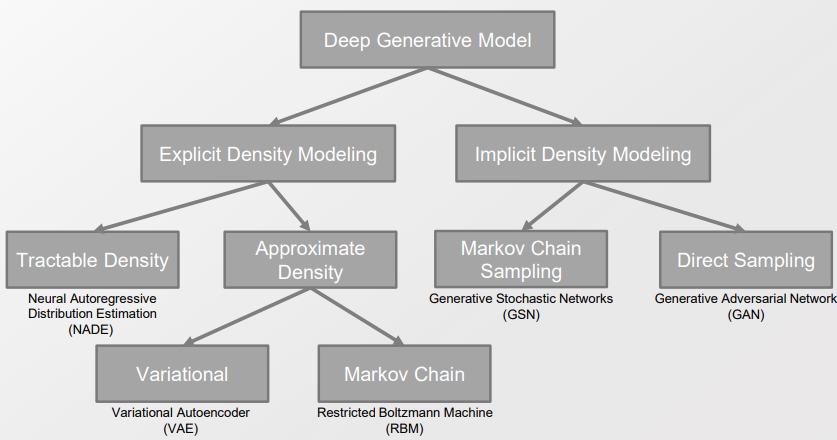 Deep Generative Model
Explicit Density Modeling
Implicit Density Modeling
Tractable Density
Neural Autoregressive
Distribution Estimation
(NADE)
Approximate
Density
Markov Chain
Sampling
Generative Stochastic Networks
(GSN)
Direct Sampling
Generative Adversarial Network
(GAN)
Variational
Variational Autoencoder
(VAE)
Markov Chain
Restricted Boltzmann Machine
(RBM)